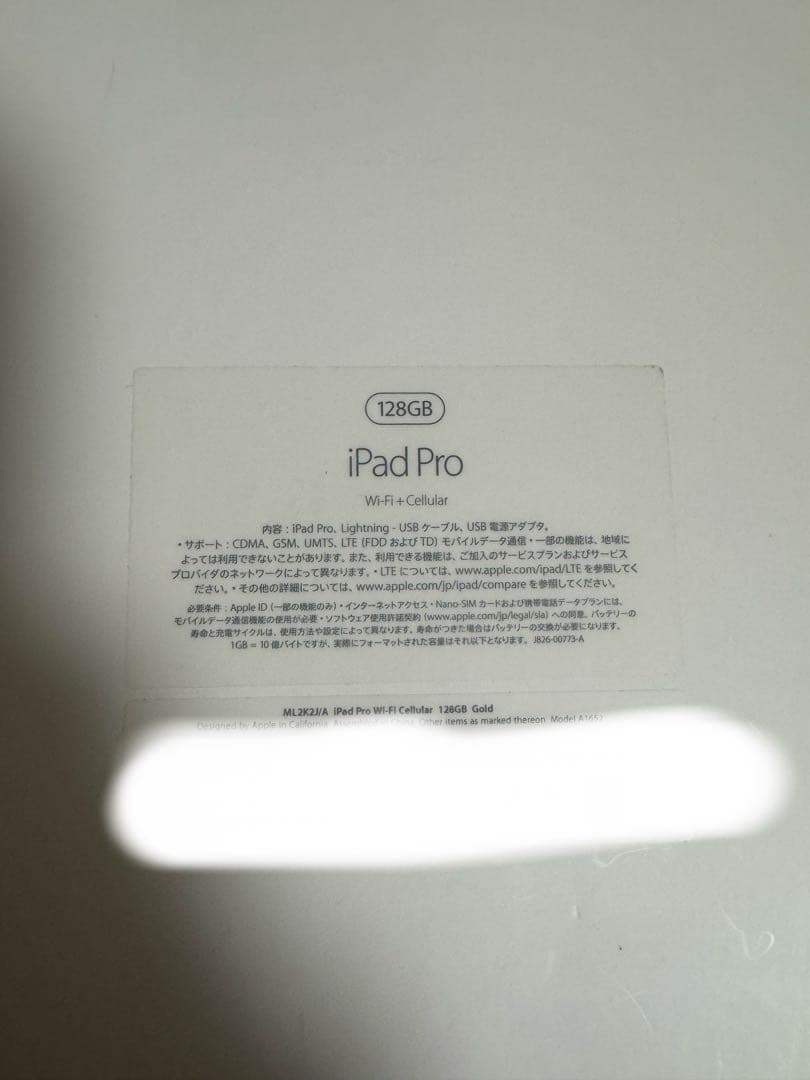 128GB
iPad Pro
Wi-Fi + Cellular
内容：iPad Pro、Lightning - USB ケーブル、USB 電源アダプタ。
・サポート：CDMA、GSM、UMTS、LTE（FDD および TD）モバイルデータ通信・一部の機能は、地域に
よっては利用できないことがあります。また、利用できる機能は、ご加入のサービスプランおよびサービス
プロバイダのネットワークによって異なります。・LTE については、www.apple.com/ipad/LTE を参照してく
ださい。・その他の詳細については、www.apple.com/jp/ipad/compare を参照してください。
必要条件：Apple ID（一部の機能のみ）・インターネットアクセス・Nano-SIM カードおよび携帯電話データプランには、
モバイルデータ通信機能の使用が必要・ソフトウェア使用許諾契約（www.apple.com/jp/legal/sla）への同意。バッテリーの
寿命と充電サイクルは、使用方法や設定によって異なります。寿命がつきた場合はバッテリーの交換が必要になります。
1GB = 10 億バイトですが、実際にフォーマットされた容量はそれ以下となります。 J826-00773-A
ML2K2J/A iPad Pro Wi-Fi Cellular 128GB Gold
Designed by Apple in California Assembled in China Other items as marked thereon Model A1652